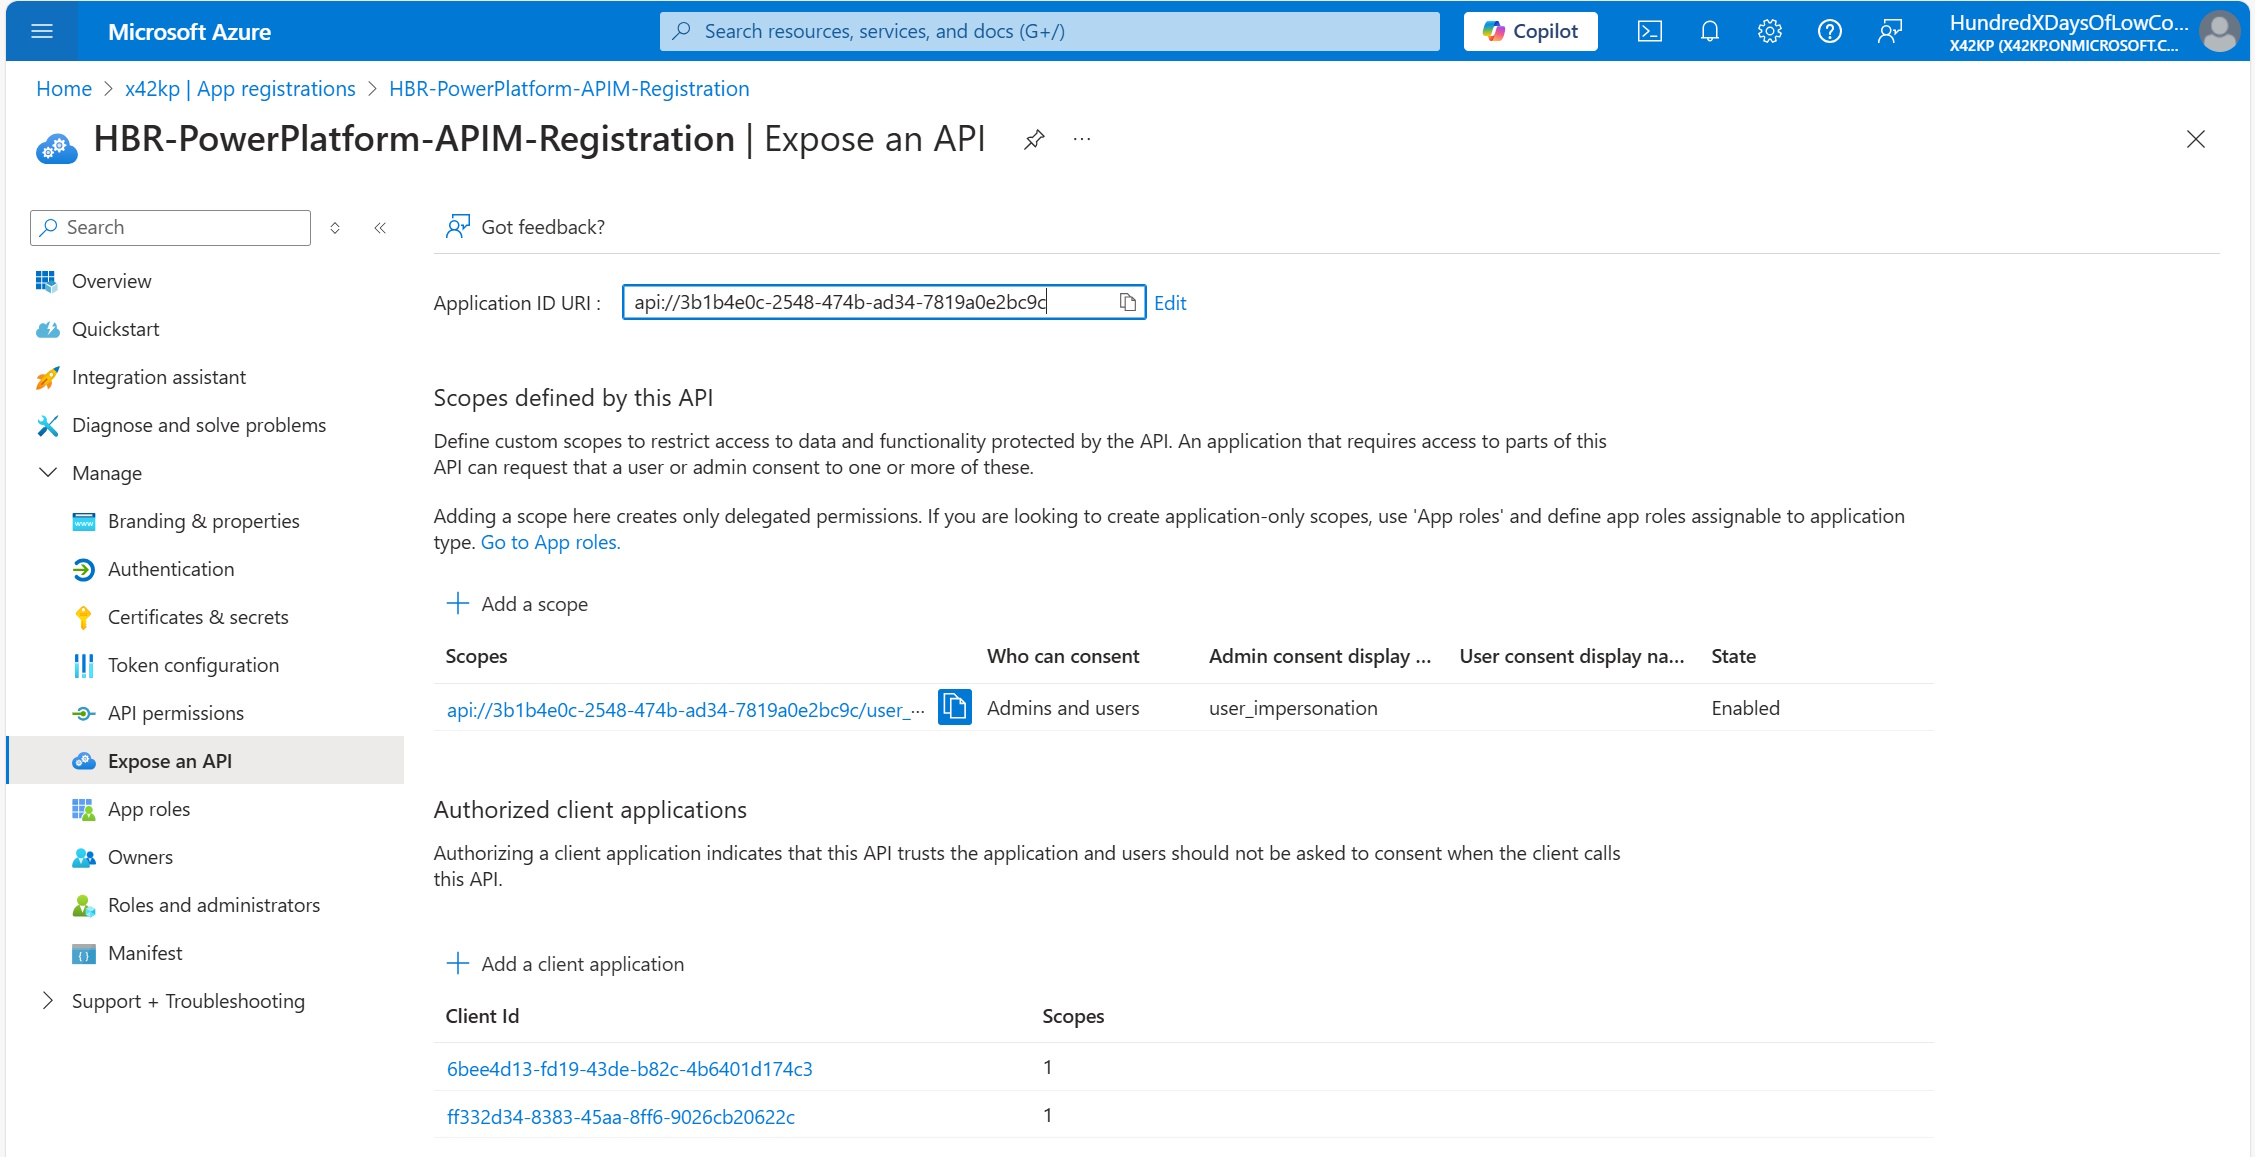 Microsoft Azure
Search resources, services, and docs (G+/)
Copilot
HundredXDaysOfLowCo...
X42KP (X42KP.ONMICROSOFT.C...
Home > x42kp | App registrations > HBR-PowerPlatform-APIM-Registration
HBR-PowerPlatform-APIM-Registration | Expose an API
Search
Overview
Quickstart
Integration assistant
Diagnose and solve problems
Manage
Branding & properties
Authentication
Certificates & secrets
Token configuration
API permissions
Expose an API
App roles
Owners
Roles and administrators
Manifest
Support + Troubleshooting
Got feedback?
Application ID URI : api://3b1b4e0c-2548-474b-ad34-7819a0e2bc9c Edit
Scopes defined by this API
Define custom scopes to restrict access to data and functionality protected by the API. An application that requires access to parts of this
API can request that a user or admin consent to one or more of these.
Adding a scope here creates only delegated permissions. If you are looking to create application-only scopes, use 'App roles' and define app roles assignable to application
type. Go to App roles.
Add a scope
Scopes Who can consent Admin consent display ... User consent display na... State
api://3b1b4e0c-2548-474b-ad34-7819a0e2bc9c/user_... Admins and users user_impersonation Enabled
Authorized client applications
Authorizing a client application indicates that this API trusts the application and users should not be asked to consent when the client calls
this API.
Add a client application
Client Id Scopes
6bee4d13-fd19-43de-b82c-4b6401d174c3 1
ff332d34-8383-45aa-8ff6-9026cb20622c 1